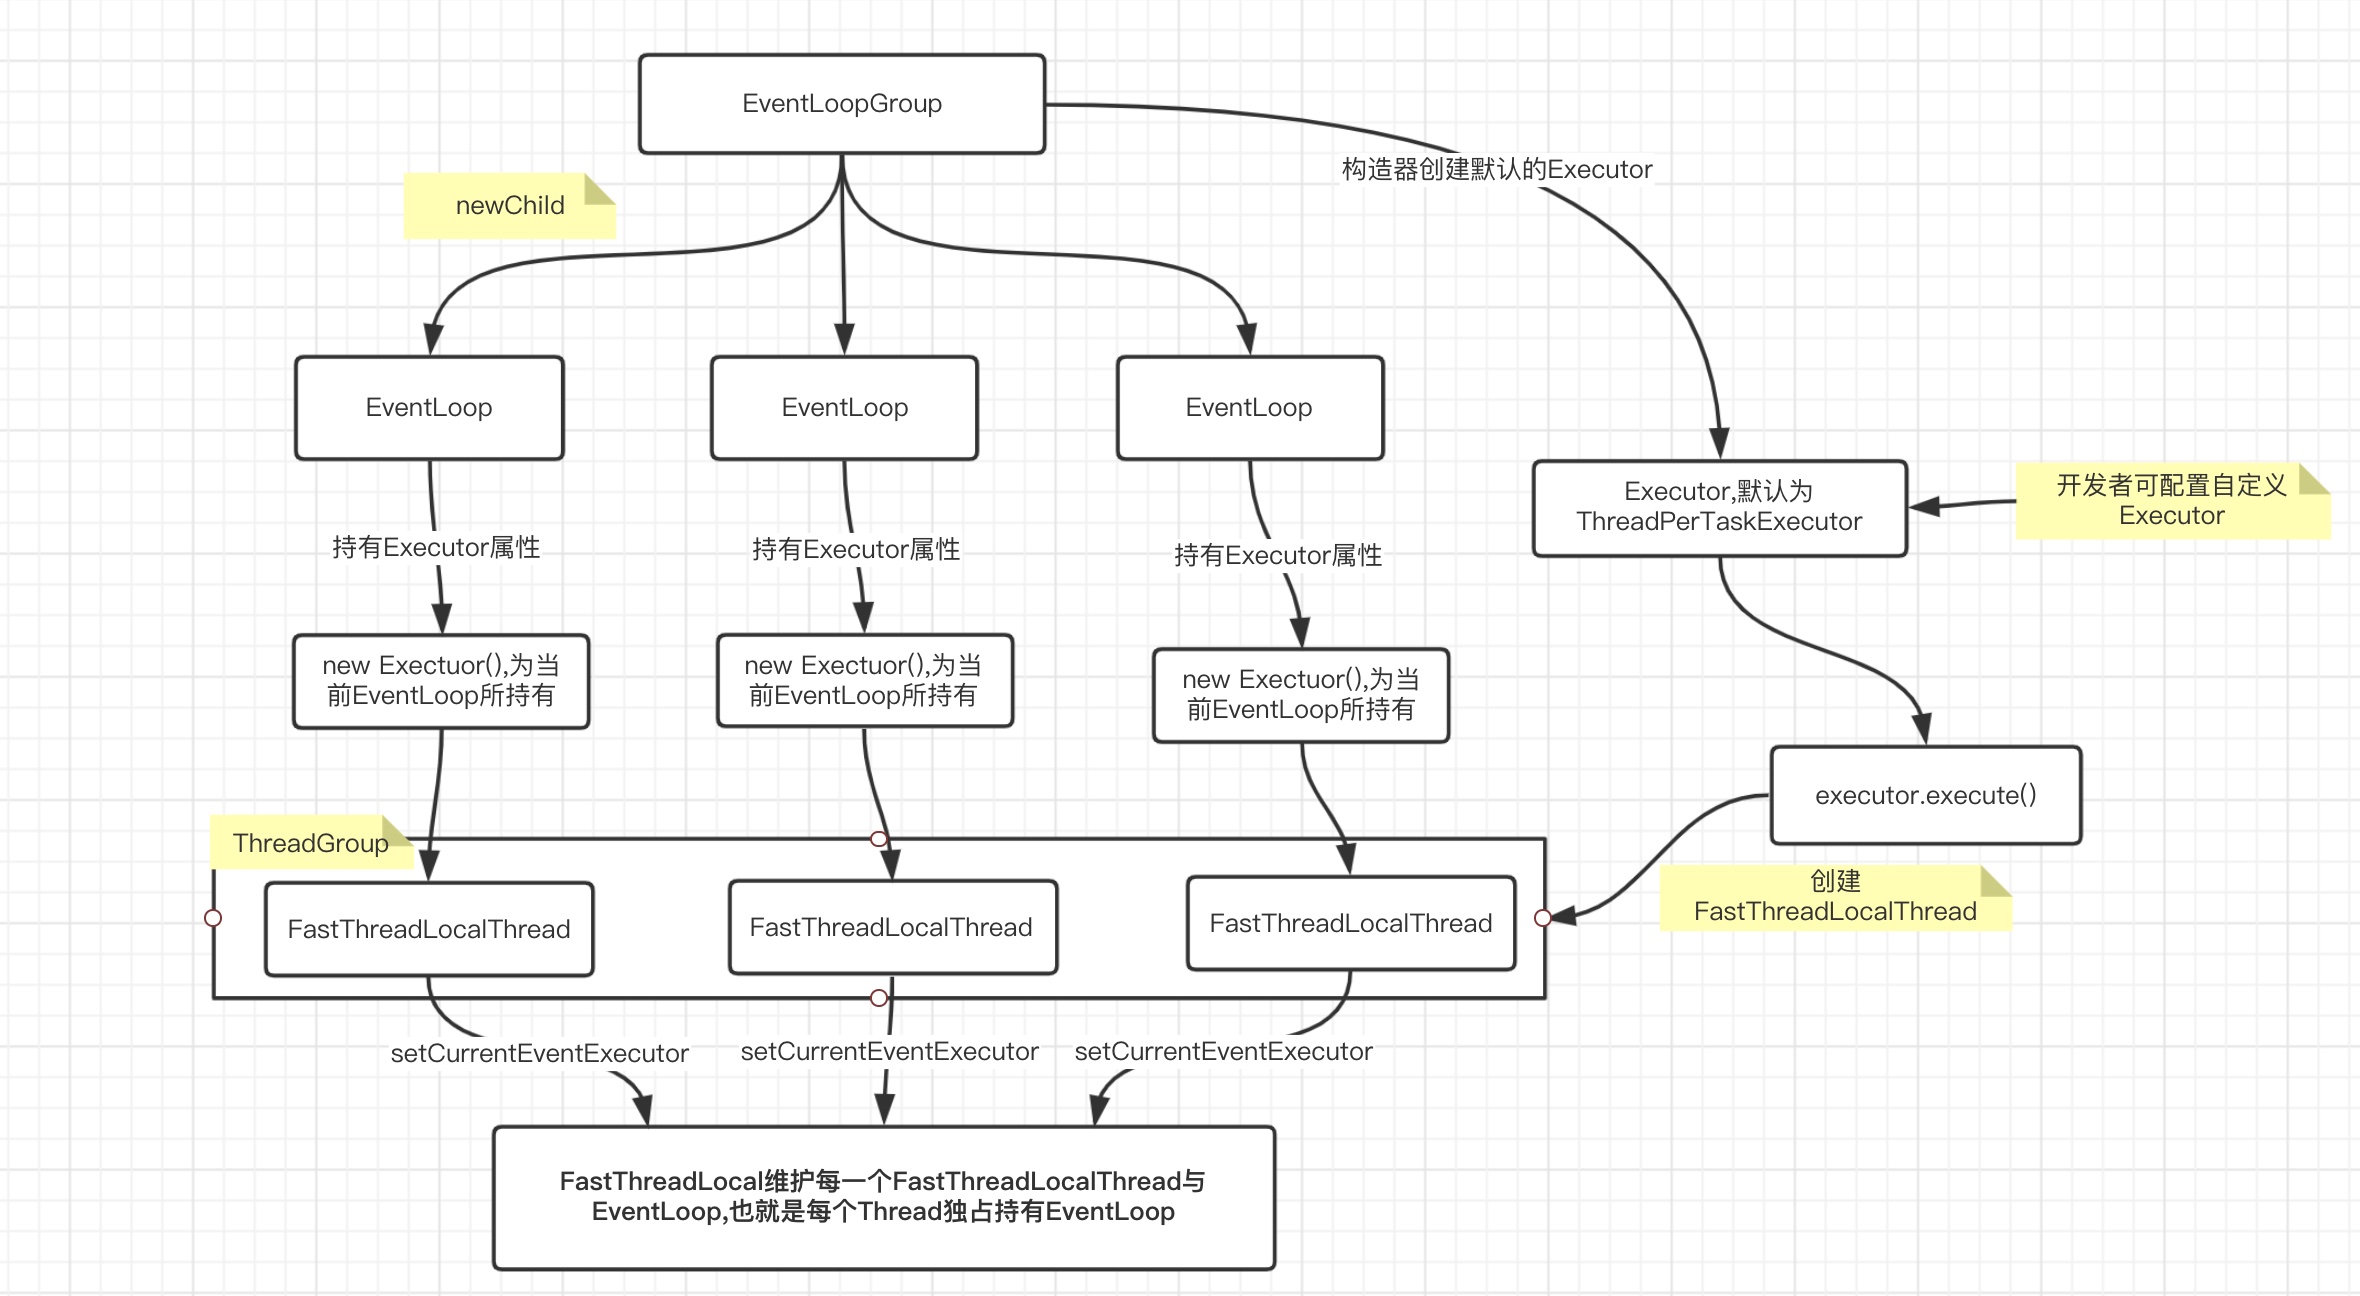 EventLoopGroup
构造器创建默认的Executor
newChild
EventLoop
EventLoop
EventLoop
Executor,默认为
ThreadPerTaskExecutor
开发者可配置自定义
Executor
持有Executor属性
持有Executor属性
持有Executor属性
new Exectuor(),为当
前EventLoop所持有
new Exectuor(),为当
前EventLoop所持有
new Exectuor(),为当
前EventLoop所持有
executor.execute()
ThreadGroup
创建
FastThreadLocalThread
FastThreadLocalThread
FastThreadLocalThread
FastThreadLocalThread
setCurrentEventExecutor
setCurrentEventExecutor
setCurrentEventExecutor
FastThreadLocal维护每一个FastThreadLocalThread与
EventLoop,也就是每个Thread独占持有EventLoop